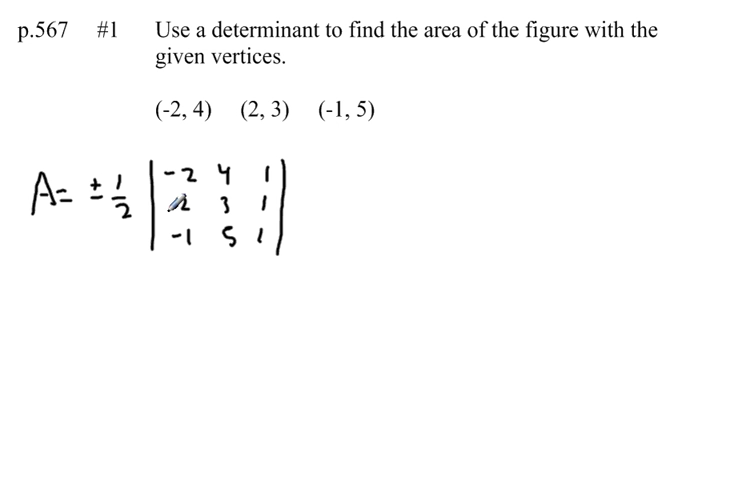 p.567 #1 Use a determinant to find the area of the figure with the
given vertices.
(-2, 4) (2, 3) (-1, 5)
A= ± 1/2 | -2 4 1 |
| 2 3 1 |
| -1 5 1 |